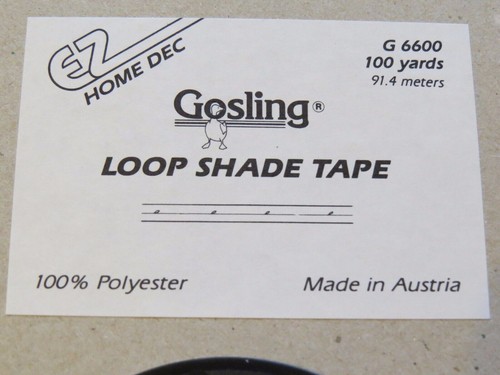 EZ
HOME DEC
G 6600
100 yards
91.4 meters
Gosling®
LOOP SHADE TAPE
100% Polyester
Made in Austria